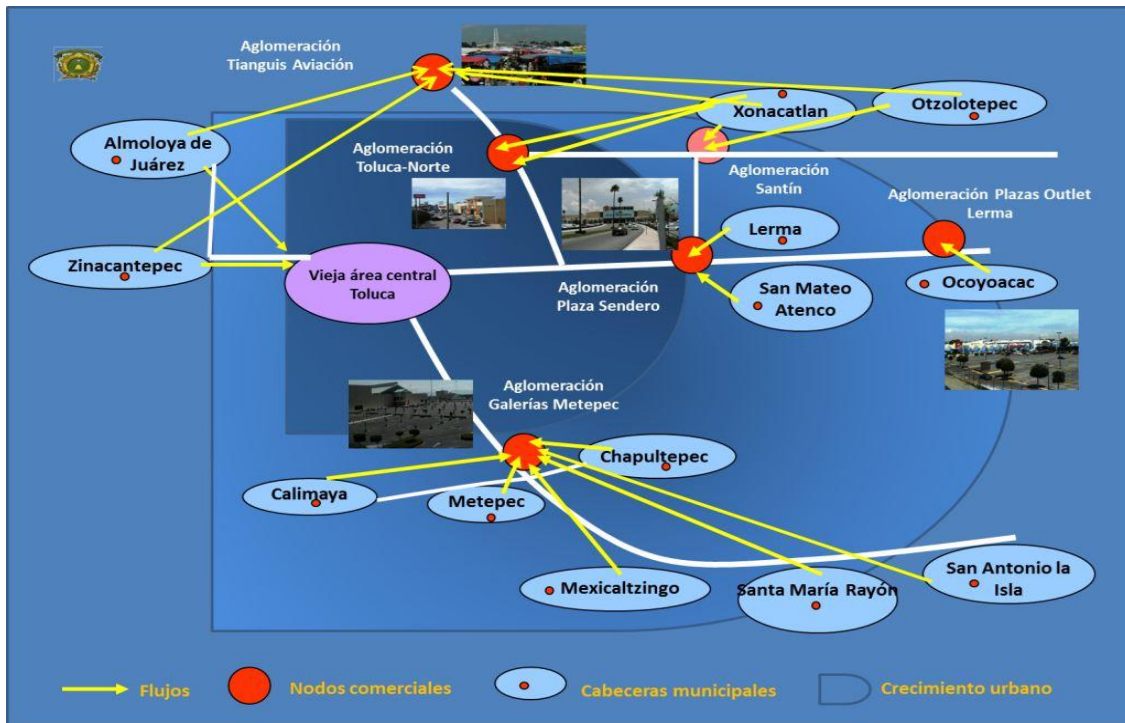 Aglomeración
Tianguis Aviación
Xonacatlan
Otzolotepec
Almoloya de
Juárez
Aglomeración
Toluca-Norte
Aglomeración
Santín
Aglomeración Plazas Outlet
Lerma
Lerma
Zinacantepec
Vieja área central
Toluca
Aglomeración
Plaza Sendero
San Mateo
Atenco
Ocoyoacac
Aglomeración
Galerías Metepec
Chapultepec
Calimaya
Metepec
Mexicaltzingo
Santa María Rayón
San Antonio la
Isla
Flujos
Nodos comerciales
Cabeceras municipales
Crecimiento urbano